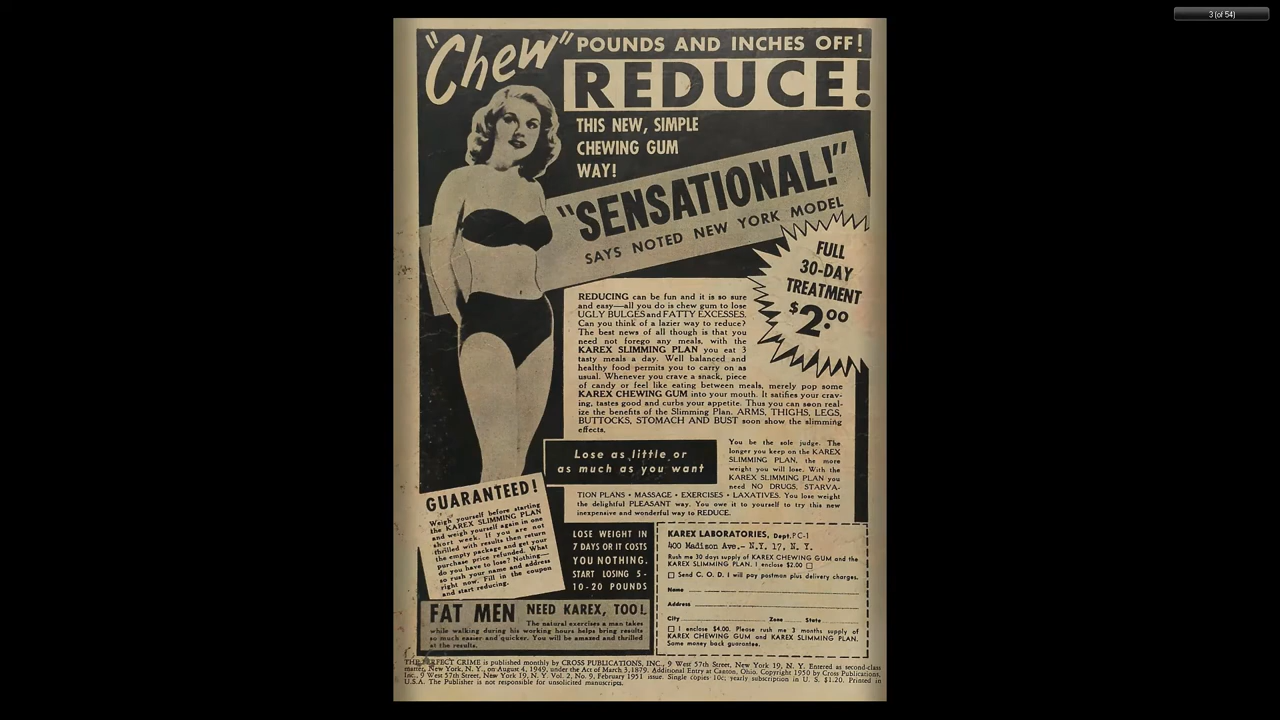 3 (of 54)
"Chew" POUNDS AND INCHES OFF!
REDUCE!
THIS NEW, SIMPLE
CHEWING GUM
WAY!
"SENSATIONAL!"
SAYS NOTED NEW YORK MODEL
FULL
30-DAY
TREATMENT
$2.00
REDUCING can be fun and it is so sure
and easy—all you do is chew gum to lose
UGLY BULGES and FATTY EXCESSES.
Can you think of a lazier way to reduce?
The best news of all though is that you
need not forego any meals, with the
KAREX SLIMMING PLAN you eat 3
tasty meals a day. Well balanced and
healthy food permits you to carry on as
usual. Whenever you crave a snack, piece
of candy or feel like eating between meals, merely pop some
KAREX CHEWING GUM into your mouth. It satifies your crav-
ing, tastes good and curbs your appetite. Thus you can soon real-
ize the benefits of the Slimming Plan. ARMS, THIGHS, LEGS,
BUTTOCKS, STOMACH AND BUST soon show the slimming
effects.
Lose as little or
as much as you want
You be the sole judge. The
longer you keep on the KAREX
SLIMMING PLAN, the more
weight you will lose. With the
KAREX SLIMMING PLAN you
need NO DRUGS, STARVA-
TION PLANS • MASSAGE • EXERCISES • LAXATIVES. You lose weight
the delightful PLEASANT way. You owe it to yourself to try this new
inexpensive and wonderful way to REDUCE.
GUARANTEED!
Weigh yourself before starting
the KAREX SLIMMING PLAN
and weigh yourself again in one
short week. If you are not
thrilled with results then return
the empty package and get your
purchase price refunded. What
do you have to lose? Nothing—
so rush your name and address
right now. Fill in the coupon
and start reducing.
LOSE WEIGHT IN
7 DAYS OR IT COSTS
YOU NOTHING.
START LOSING 5 -
10-20 POUNDS
FAT MEN NEED KAREX, TOO!
The natural exercises a man takes
while walking during his working hours helps bring results
so much easier and quicker. You will be amazed and thrilled
at the results.
KAREX LABORATORIES, Dept. PC-1
400 Madison Ave.— N.Y. 17, N. Y.
Rush me 30 days supply of KAREX CHEWING GUM and the
KAREX SLIMMING PLAN. I enclose $2.00
Send C. O. D. I will pay postman plus delivery charges.
Name
Address
City Zone State
I enclose $4.00. Please rush me 3 months supply of
KAREX CHEWING GUM and KAREX SLIMMING PLAN.
Same money back guarantee.
THE PERFECT CRIME is published monthly by CROSS PUBLICATIONS, INC., 9 West 57th Street, New York 19, N. Y. Entered as second-class
matter, New York, N. Y., on August 4, 1949, under the Act of March 3, 1879. Additional Entry at Canton, Ohio. Copyright 1950 by Cross Publications,
Inc., 9 West 57th Street, New York 19, N. Y. Vol. 2, No. 9, February 1951 issue. Single copies 10c; yearly subscription in U. S. $1.20. Printed in
U.S.A. The Publisher is not responsible for unsolicited manuscripts.